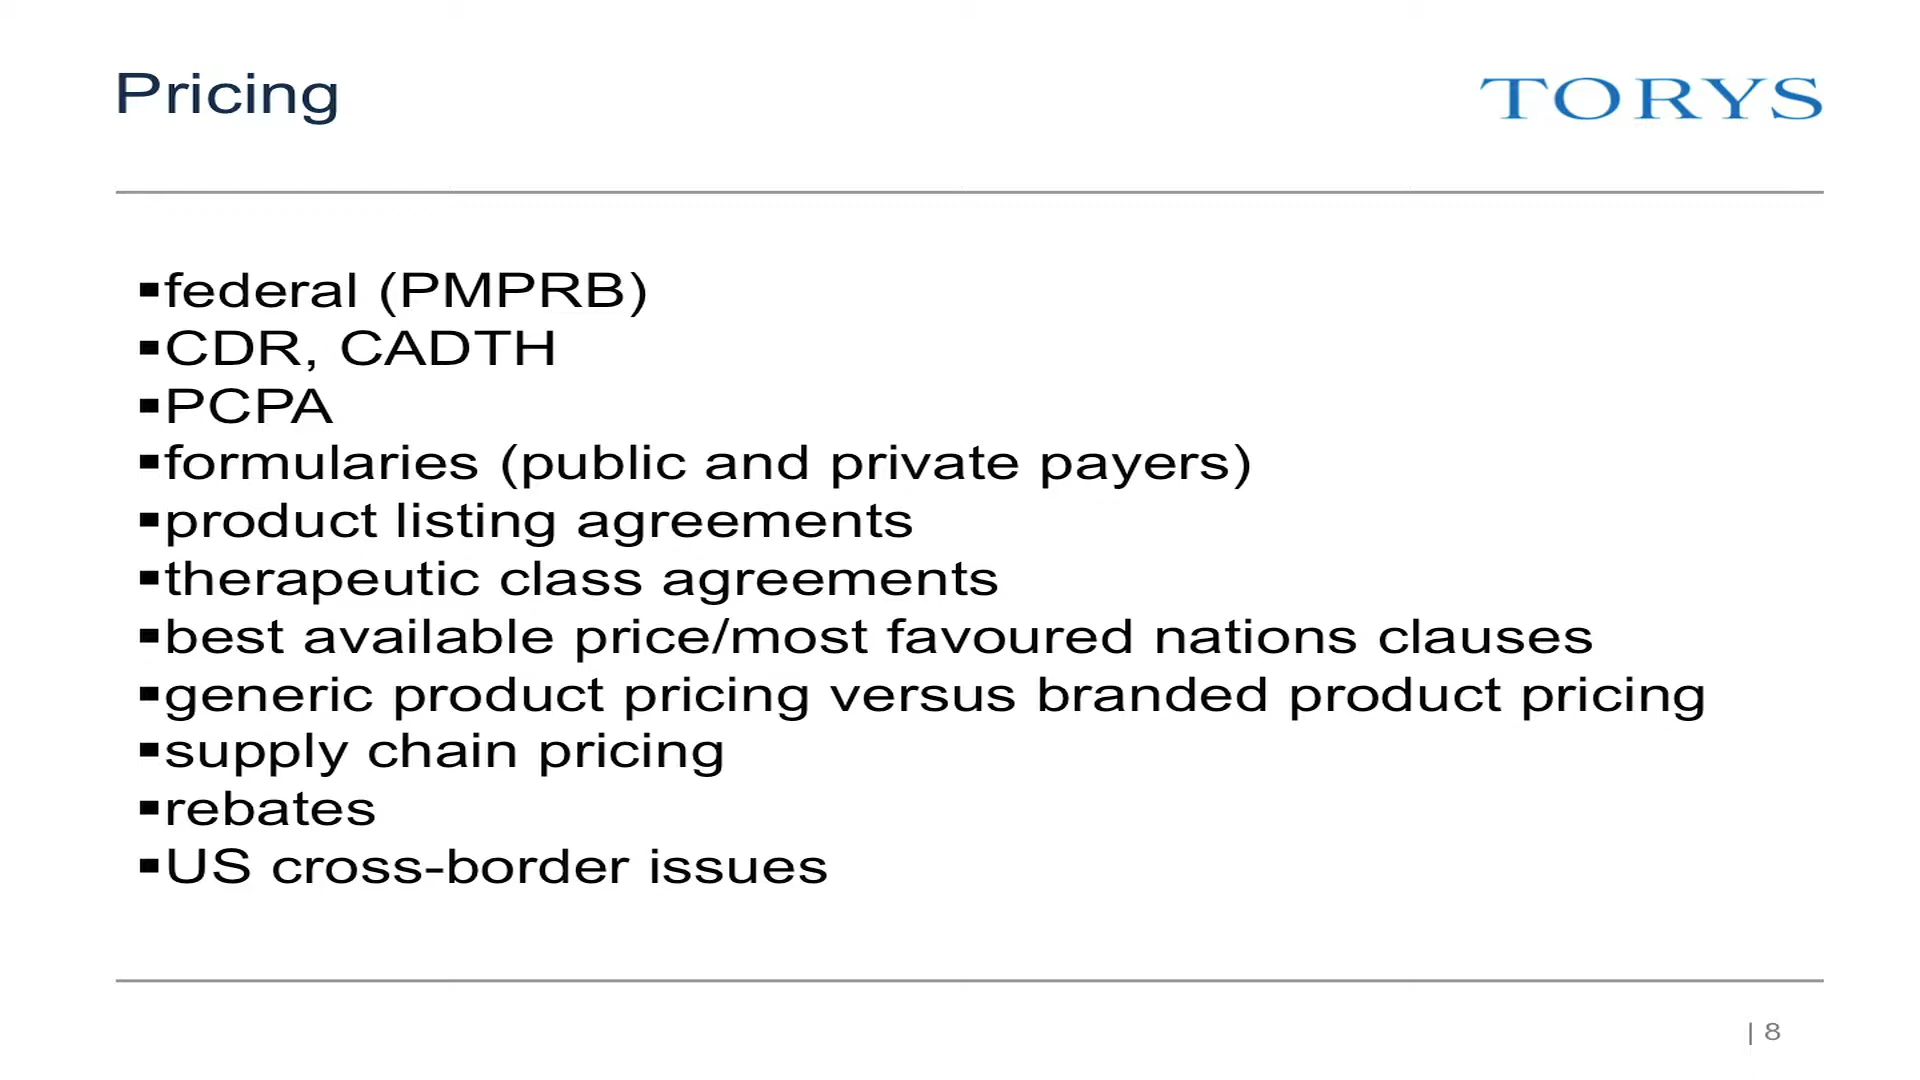 Pricing
TORYS
▪federal (PMPRB)
▪CDR, CADTH
▪PCPA
▪formularies (public and private payers)
▪product listing agreements
▪therapeutic class agreements
▪best available price/most favoured nations clauses
▪generic product pricing versus branded product pricing
▪supply chain pricing
▪rebates
▪US cross-border issues
| 8